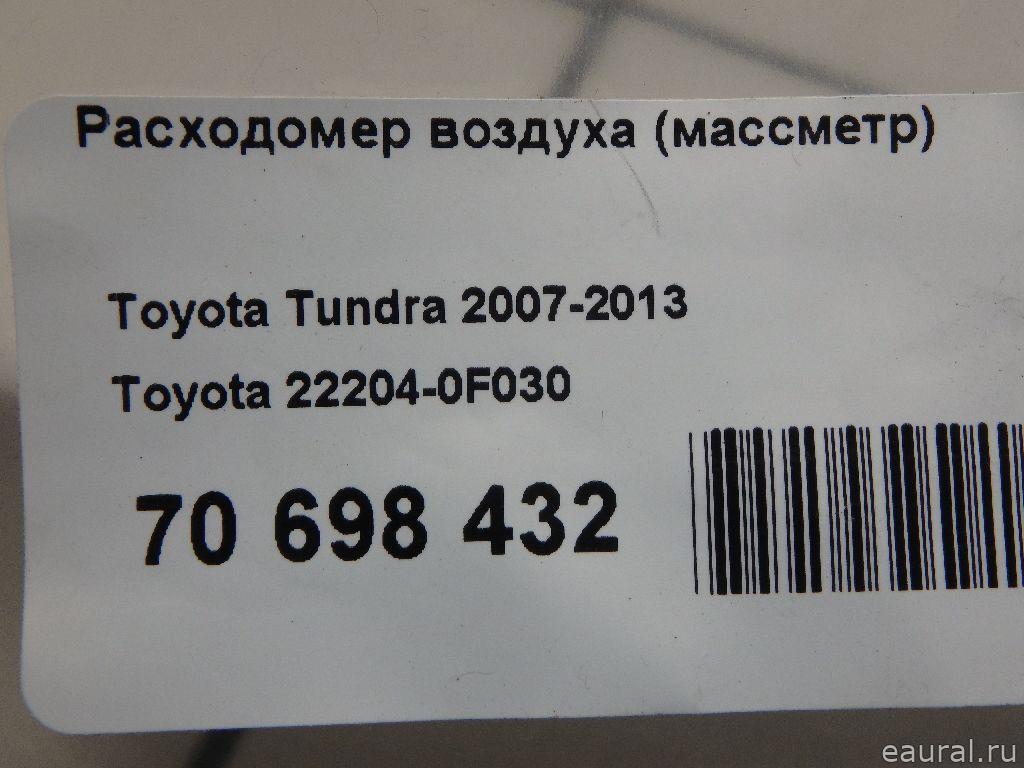 Расходомер воздуха (массметр)
Toyota Tundra 2007-2013
Toyota 22204-0F030
70 698 432
eaural.ru